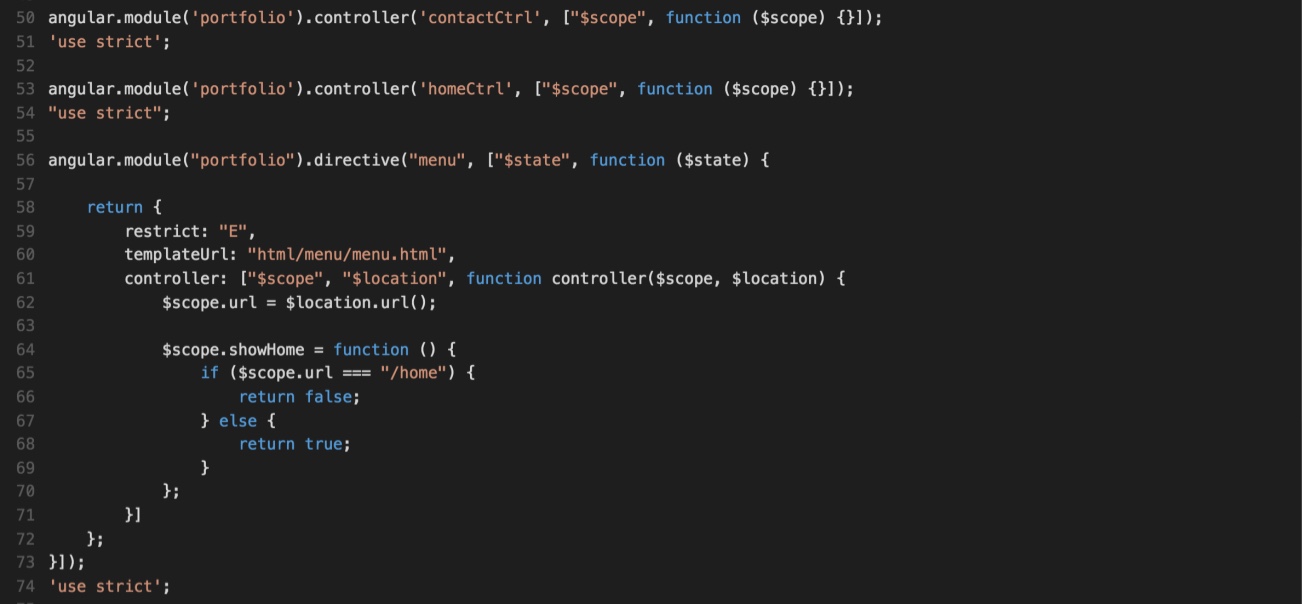 50 angular.module('portfolio').controller('contactCtrl', ["$scope", function ($scope) {}]);
51 'use strict';
52
53 angular.module('portfolio').controller('homeCtrl', ["$scope", function ($scope) {}]);
54 "use strict";
55
56 angular.module("portfolio").directive("menu", ["$state", function ($state) {
57
58     return {
59         restrict: "E",
60         templateUrl: "html/menu/menu.html",
61         controller: ["$scope", "$location", function controller($scope, $location) {
62             $scope.url = $location.url();
63
64             $scope.showHome = function () {
65                 if ($scope.url === "/home") {
66                     return false;
67                 } else {
68                     return true;
69                 }
70             };
71         }]
72     };
73 }]);
74 'use strict';